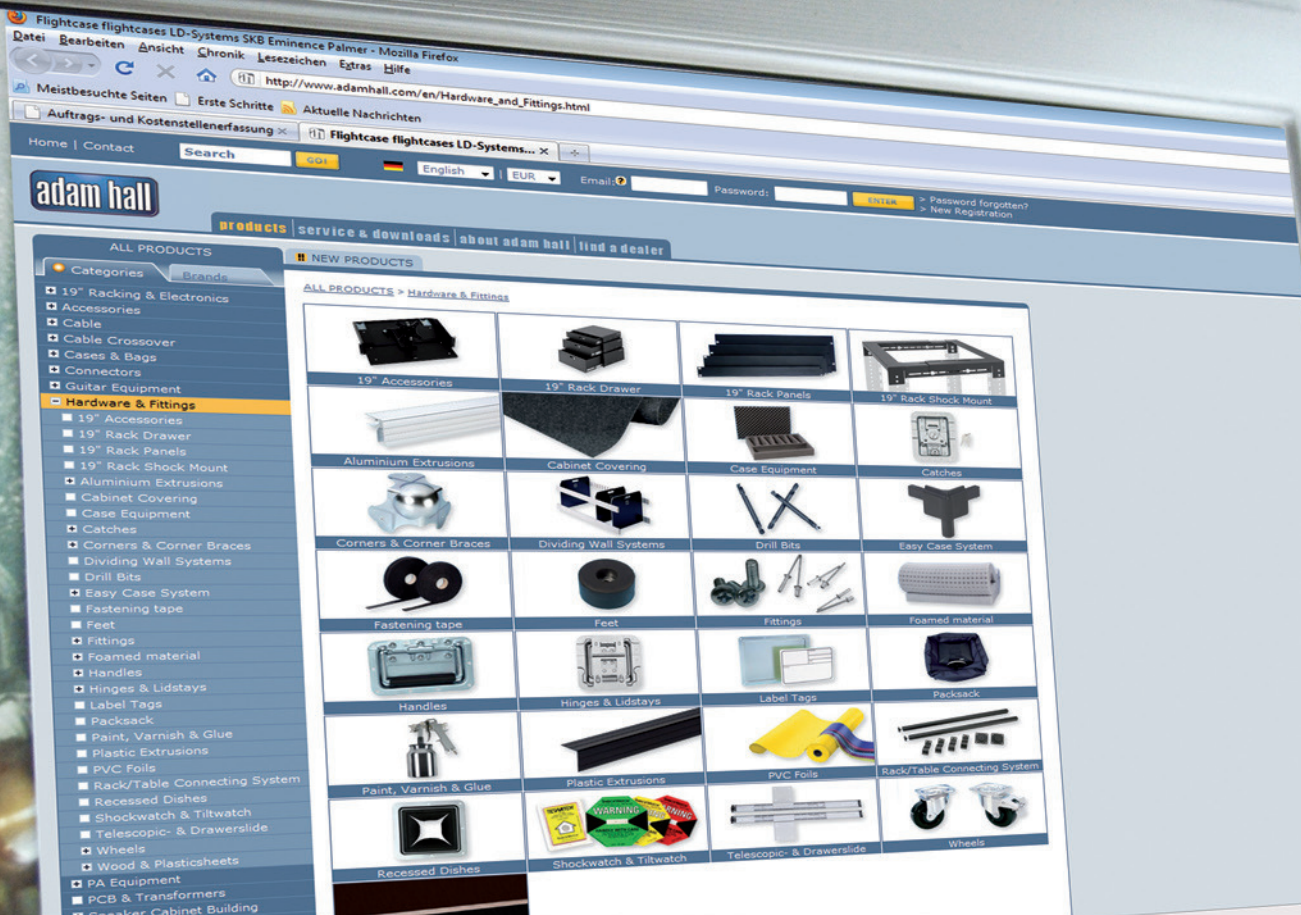 Flightcase flightcases LD-Systems SKB Eminence Palmer - Mozilla Firefox
Datei Bearbeiten Ansicht Chronik Lesezeichen Extras Hilfe
http://www.adamhall.com/en/Hardware_and_Fittings.html
Meistbesuchte Seiten Erste Schritte Aktuelle Nachrichten
Auftrags- und Kostenstellenerfassung Flightcase flightcases LD-Systems...
Home | Contact Search GO! English | EUR Email: Password: ENTER > Password forgotten?
> New Registration
adam hall
products service & downloads about adam hall find a dealer
ALL PRODUCTS
NEW PRODUCTS
Categories Brands
ALL PRODUCTS > Hardware & Fittings
19" Racking & Electronics
Accessories
Cable
Cable Crossover
Cases & Bags
Connectors
Guitar Equipment
Hardware & Fittings
19" Accessories
19" Rack Drawer
19" Rack Panels
19" Rack Shock Mount
Aluminium Extrusions
Cabinet Covering
Case Equipment
Catches
Corners & Corner Braces
Dividing Wall Systems
Drill Bits
Easy Case System
Fastening tape
Feet
Fittings
Foamed material
Handles
Hinges & Lidstays
Label Tags
Packsack
Paint, Varnish & Glue
Plastic Extrusions
PVC Foils
Rack/Table Connecting System
Recessed Dishes
Shockwatch & Tiltwatch
Telescopic- & Drawerslide
Wheels
Wood & Plasticsheets
PA Equipment
PCB & Transformers
Speaker Cabinet Building
19" Accessories 19" Rack Drawer 19" Rack Panels 19" Rack Shock Mount
Aluminium Extrusions Cabinet Covering Case Equipment Catches
Corners & Corner Braces Dividing Wall Systems Drill Bits Easy Case System
Fastening tape Feet Fittings Foamed material
Handles Hinges & Lidstays Label Tags Packsack
Paint, Varnish & Glue Plastic Extrusions PVC Foils Rack/Table Connecting System
WARNING WARNING
Recessed Dishes Shockwatch & Tiltwatch Telescopic- & Drawerslide Wheels